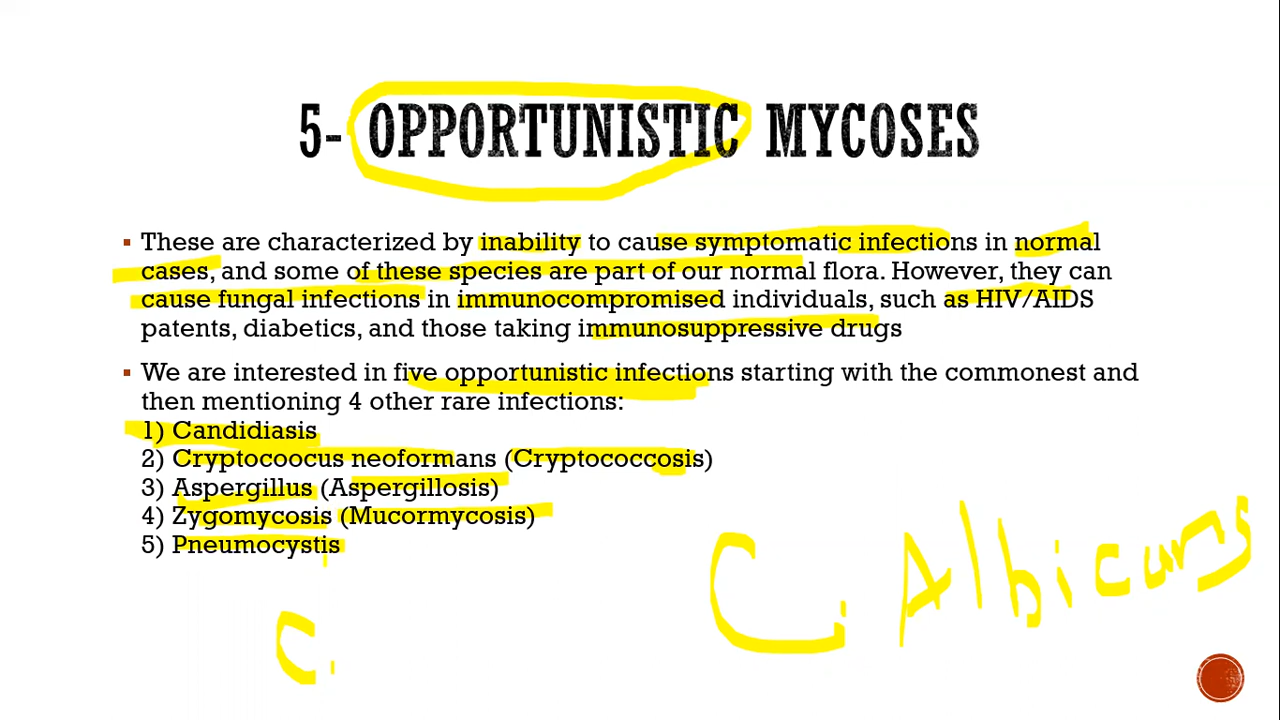 5- OPPORTUNISTIC MYCOSES
▪ These are characterized by inability to cause symptomatic infections in normal
cases, and some of these species are part of our normal flora. However, they can
cause fungal infections in immunocompromised individuals, such as HIV/AIDS
patents, diabetics, and those taking immunosuppressive drugs
▪ We are interested in five opportunistic infections starting with the commonest and
then mentioning 4 other rare infections:
1) Candidiasis
2) Cryptocoocus neoformans (Cryptococcosis)
3) Aspergillus (Aspergillosis)
4) Zygomycosis (Mucormycosis)
5) Pneumocystis
C. Albicans
C.